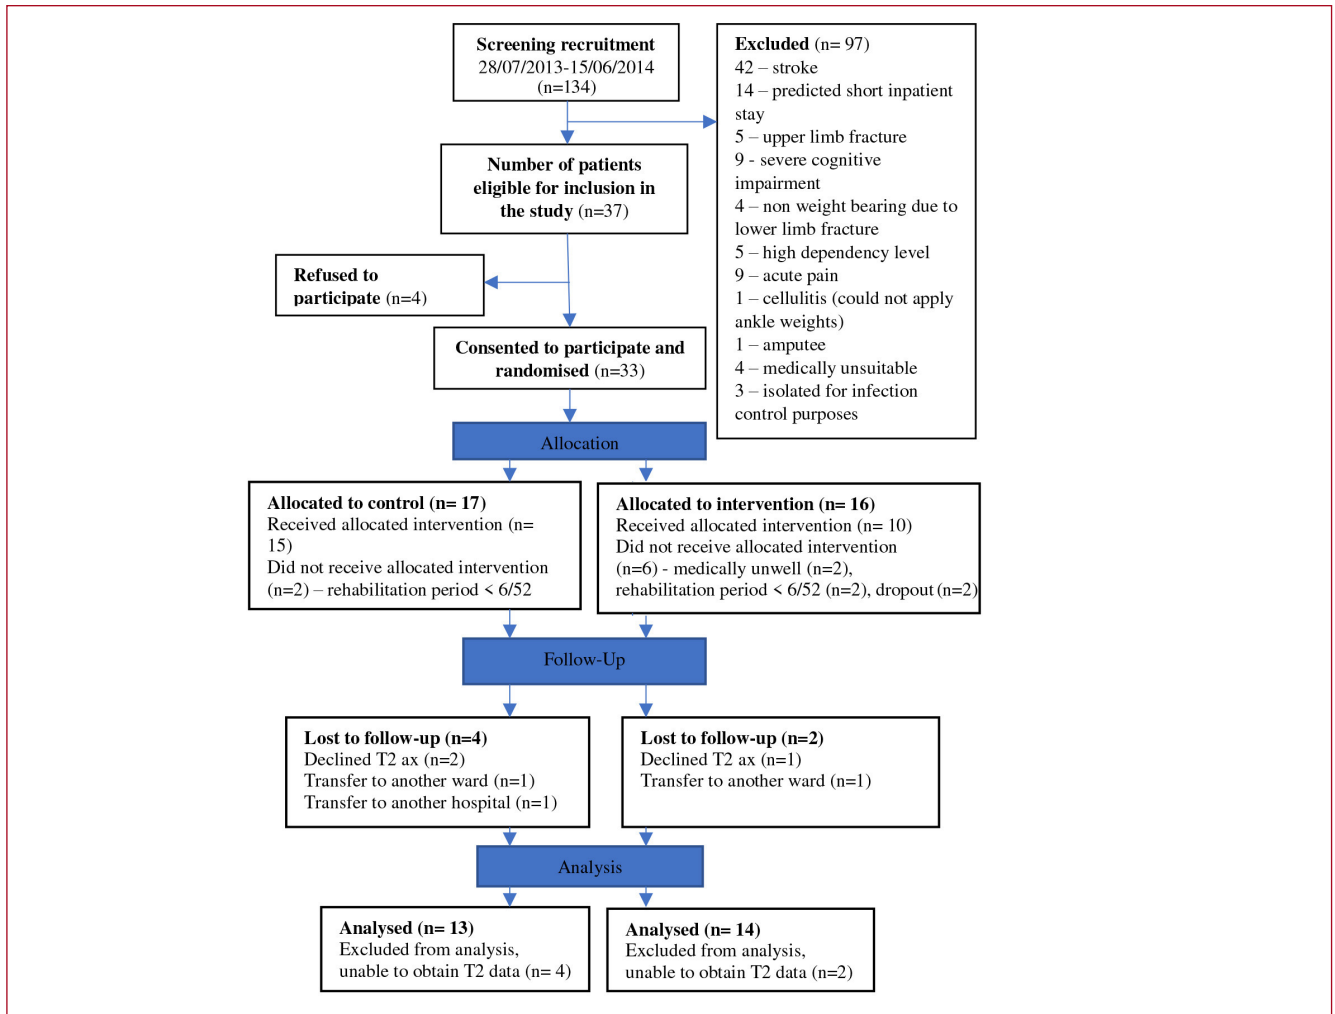 Screening recruitment
28/07/2013-15/06/2014
(n=134)
Excluded (n= 97)
42 – stroke
14 – predicted short inpatient
stay
5 – upper limb fracture
9 - severe cognitive
impairment
4 – non weight bearing due to
lower limb fracture
5 – high dependency level
9 – acute pain
1 – cellulitis (could not apply
ankle weights)
1 – amputee
4 – medically unsuitable
3 – isolated for infection
control purposes
Number of patients
eligible for inclusion in
the study (n=37)
Refused to
participate (n=4)
Consented to participate and
randomised (n=33)
Allocation
Allocated to control (n= 17)
Received allocated intervention (n=
15)
Did not receive allocated intervention
(n=2) – rehabilitation period < 6/52
Allocated to intervention (n= 16)
Received allocated intervention (n= 10)
Did not receive allocated intervention
(n=6) - medically unwell (n=2),
rehabilitation period < 6/52 (n=2), dropout (n=2)
Follow-Up
Lost to follow-up (n=4)
Declined T2 ax (n=2)
Transfer to another ward (n=1)
Transfer to another hospital (n=1)
Lost to follow-up (n=2)
Declined T2 ax (n=1)
Transfer to another ward (n=1)
Analysis
Analysed (n= 13)
Excluded from analysis,
unable to obtain T2 data (n= 4)
Analysed (n= 14)
Excluded from analysis,
unable to obtain T2 data (n=2)